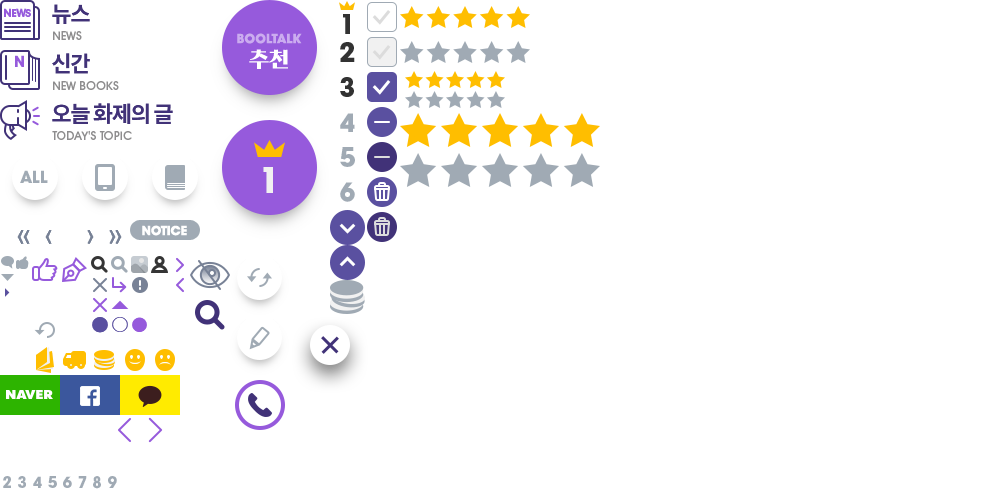 NEWS
뉴스
NEWS
N
신간
NEW BOOKS
오늘 화제의 글
TODAY'S TOPIC
ALL
NOTICE
BOOLTALK
추천
1
1
2
3
4
5
6
NAVER
2 3 4 5 6 7 8 9